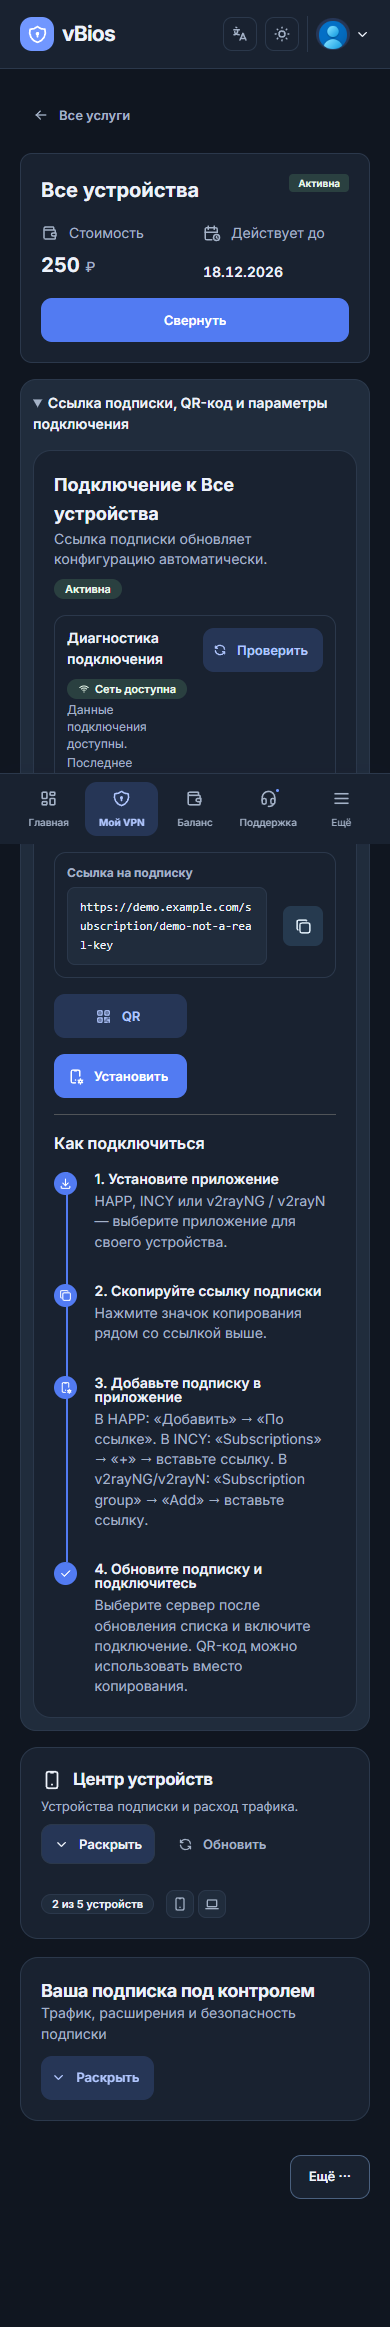 vBios
Все услуги
Все устройства
Активна
Стоимость
Действует до
250 ₽
18.12.2026
Свернуть
▼ Ссылка подписки, QR-код и параметры
подключения
Подключение к Все
устройства
Ссылка подписки обновляет
конфигурацию автоматически.
Активна
Диагностика
подключения
Проверить
Сеть доступна
Данные
подключения
доступны.
Последнее
Главная
Мой VPN
Баланс
Поддержка
Ещё
Ссылка на подписку
https://demo.example.com/s
ubscription/demo-not-a-rea
l-key
QR
Установить
Как подключиться
1. Установите приложение
HAPP, INCY или v2rayNG / v2rayN
— выберите приложение для
своего устройства.
2. Скопируйте ссылку подписки
Нажмите значок копирования
рядом со ссылкой выше.
3. Добавьте подписку в
приложение
В HAPP: «Добавить» → «По
ссылке». В INCY: «Subscriptions»
→ «+» → вставьте ссылку. В
v2rayNG/v2rayN: «Subscription
group» → «Add» → вставьте
ссылку.
4. Обновите подписку и
подключитесь
Выберите сервер после
обновления списка и включите
подключение. QR-код можно
использовать вместо
копирования.
Центр устройств
Устройства подписки и расход трафика.
Раскрыть
Обновить
2 из 5 устройств
Ваша подписка под контролем
Трафик, расширения и безопасность
подписки
Раскрыть
Ещё ···